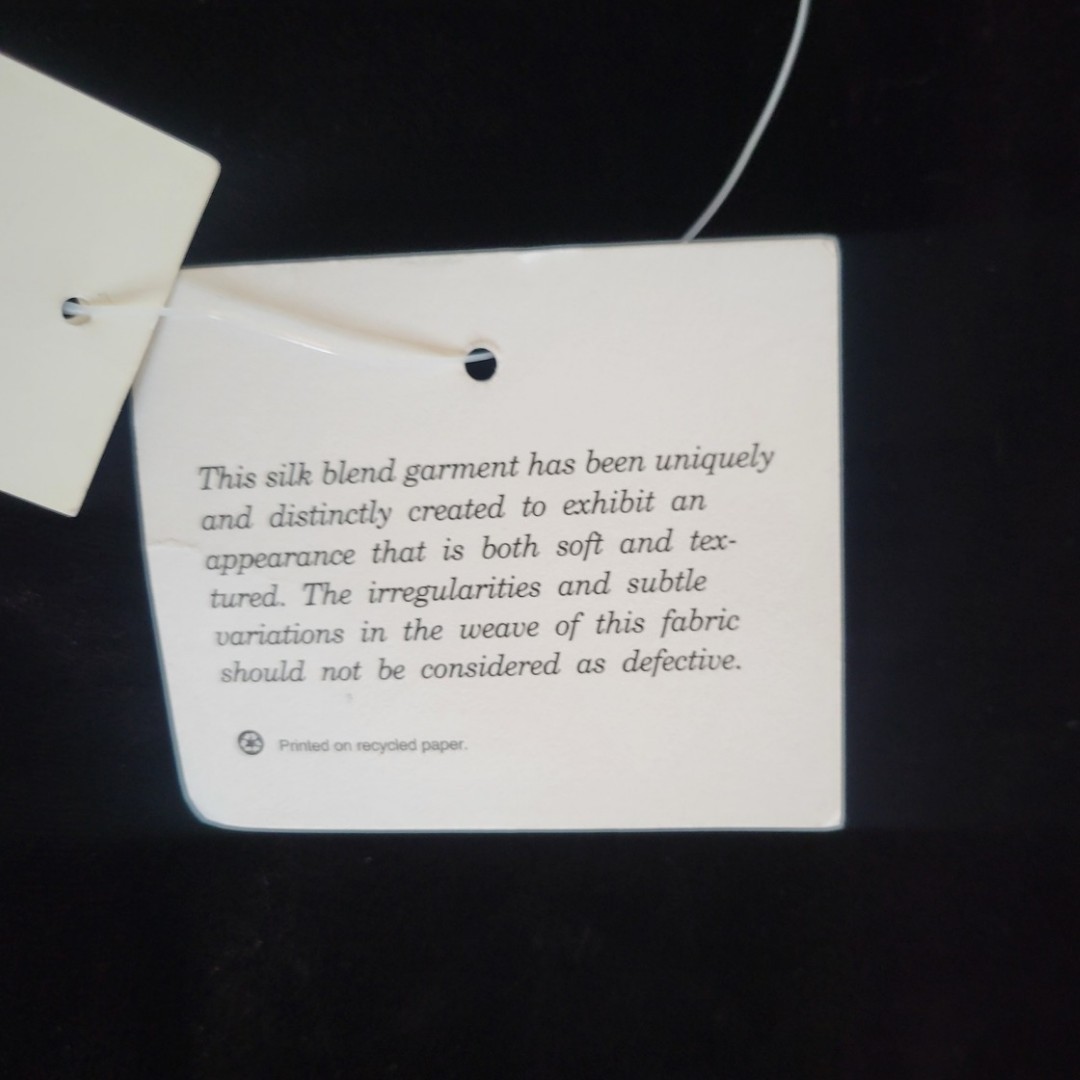 This silk blend garment has been uniquely
and distinctly created to exhibit an
appearance that is both soft and tex-
tured. The irregularities and subtle
variations in the weave of this fabric
should not be considered as defective.
Printed on recycled paper.